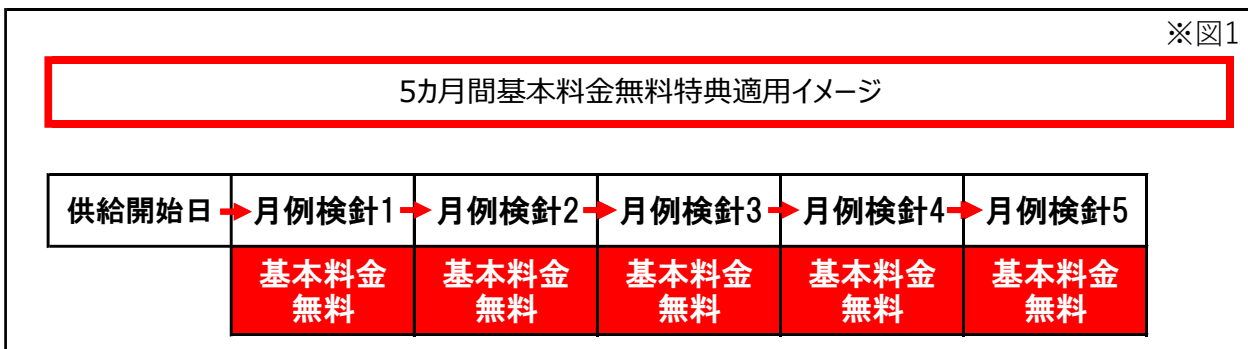 ※図1
5カ月間基本料金無料特典適用イメージ
供給開始日 月例検針1 月例検針2 月例検針3 月例検針4 月例検針5
基本料金 基本料金 基本料金 基本料金 基本料金
無料 無料 無料 無料 無料